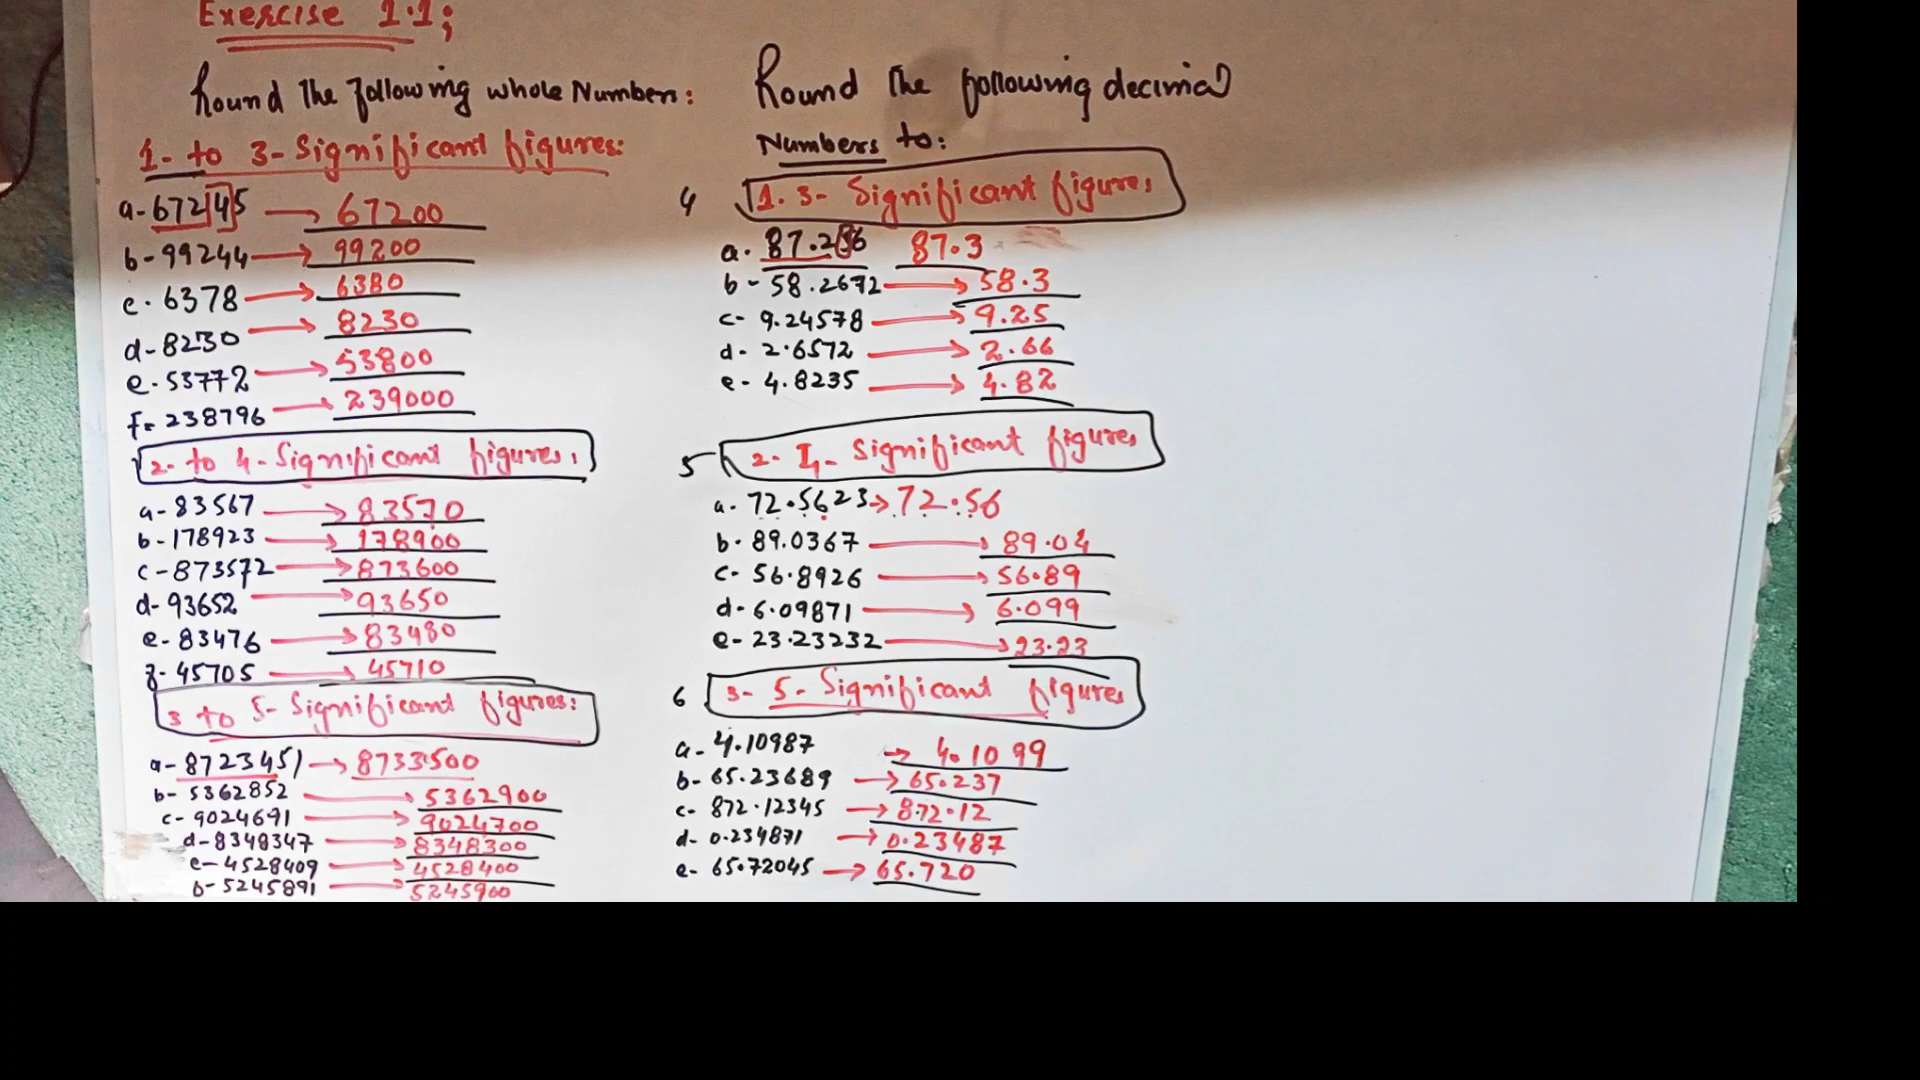 Exercise 1.1;
Round The following whole Numbers:
1- to 3- Significant figures:
a- 67245 → 67200
b- 99244 → 99200
c. 6378 → 6380
d- 8230 → 8230
e. 53772 → 53800
f= 238796 → 239000
2- to 4- Significant figures,
a- 83567 → 83570
b- 178923 → 178900
c- 873572 → 873600
d- 93652 → 93650
e- 83476 → 83480
f- 45705 → 45710
3 to 5- Significant figures:
a- 8723451 → 8733500
b- 5362852 → 5362900
c- 9024691 → 9024700
d- 8348347 → 8348300
e- 4528409 → 4528400
b- 5245891 → 5245900
Round The following decimal
Numbers to:
4 1. 3- Significant figures
a. 87.256 87.3
b- 58.2672 → 58.3
c- 9.24578 → 9.25
d- 2.6572 → 2.66
e- 4.8235 → 4.82
5 2- 4- Significant figures
a. 72.5623 → 72.56
b. 89.0367 → 89.04
c- 56.8926 → 56.89
d- 6.09871 → 6.099
e- 23.23232 → 23.23
6 3- 5- Significant figures
a- 4.10987 → 4.1099
b- 65.23689 → 65.237
c- 872.12345 → 872.12
d- 0.234871 → 0.23487
e- 65.72045 → 65.720